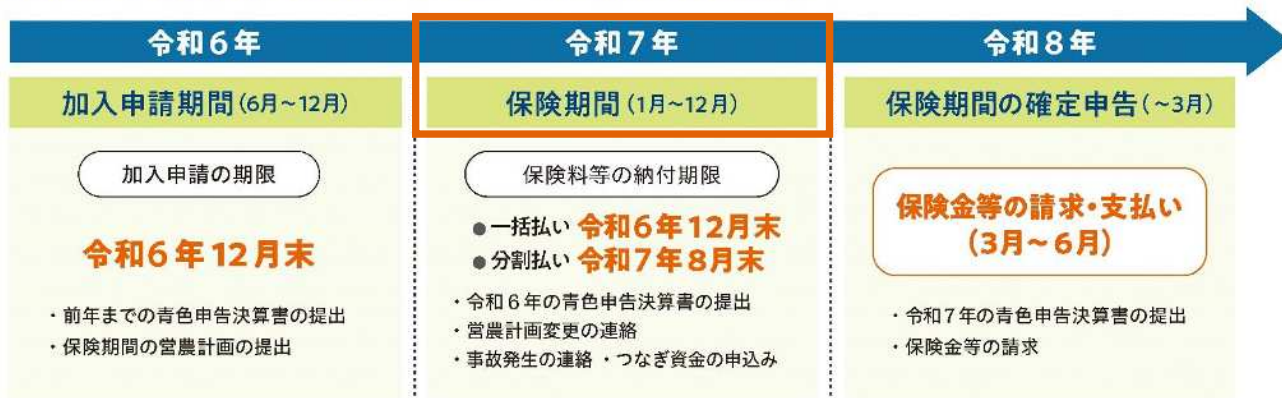 令和6年
加入申請期間(6月～12月)
加入申請の期限
令和6年12月末
・前年までの青色申告決算書の提出
・保険期間の営農計画の提出
令和7年
保険期間(1月～12月)
保険料等の納付期限
●一括払い 令和6年12月末
●分割払い 令和7年8月末
・令和6年の青色申告決算書の提出
・営農計画変更の連絡
・事故発生の連絡 ・つなぎ資金の申込み
令和8年
保険期間の確定申告(～3月)
保険金等の請求・支払い
(3月～6月)
・令和7年の青色申告決算書の提出
・保険金等の請求